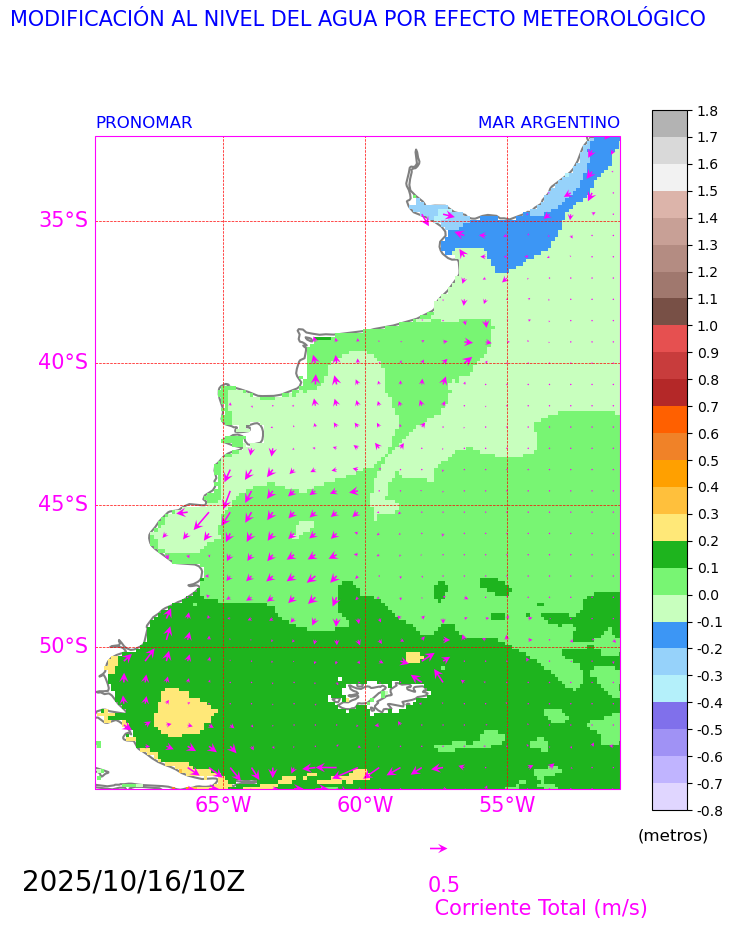 MODIFICACIÓN AL NIVEL DEL AGUA POR EFECTO METEOROLÓGICO
PRONOMAR MAR ARGENTINO
35°S
40°S
45°S
50°S
65°W 60°W 55°W
1.8
1.7
1.6
1.5
1.4
1.3
1.2
1.1
1.0
0.9
0.8
0.7
0.6
0.5
0.4
0.3
0.2
0.1
0.0
-0.1
-0.2
-0.3
-0.4
-0.5
-0.6
-0.7
-0.8
(metros)
2025/10/16/10Z
0.5
Corriente Total (m/s)